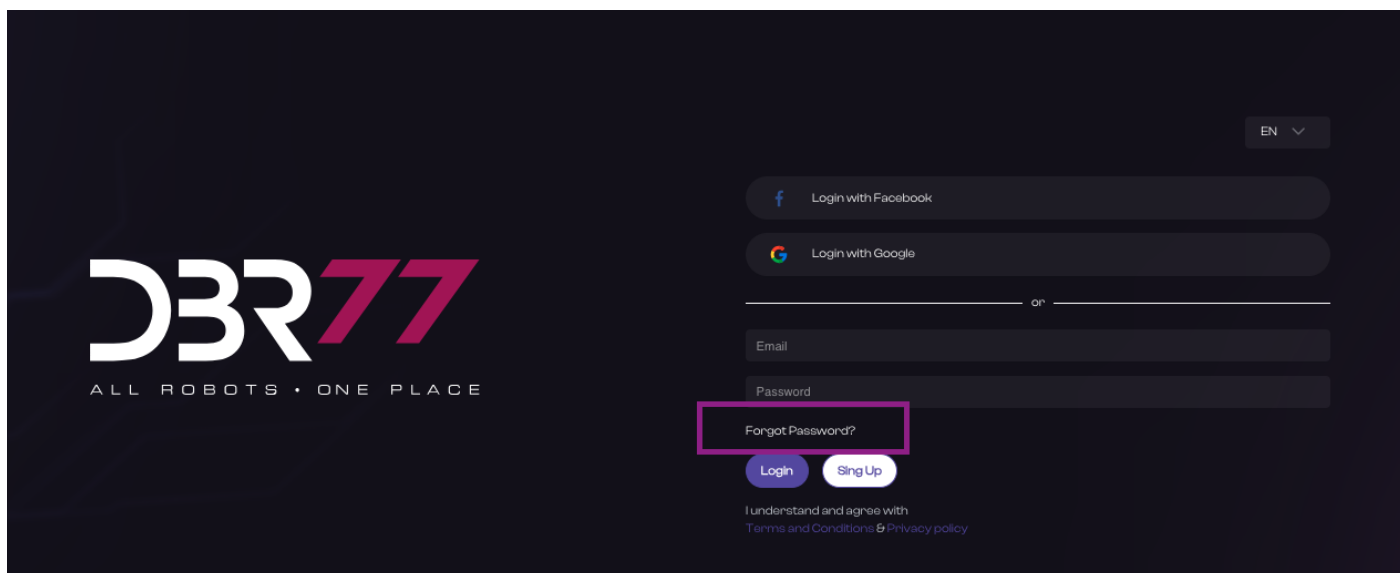 DBR77
ALL ROBOTS • ONE PLACE
EN
Login with Facebook
Login with Google
or
Email
Password
Forgot Password?
Login
Sing Up
I understand and agree with
Terms and Conditions & Privacy policy